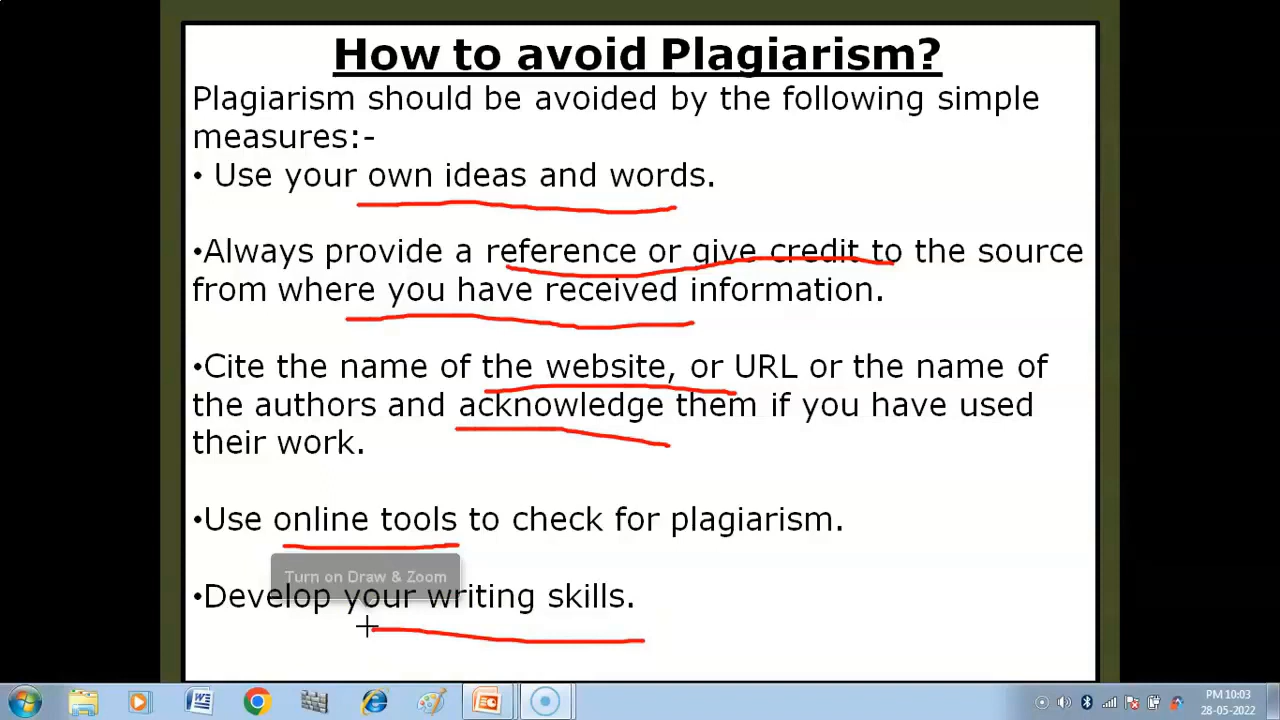 How to avoid Plagiarism?
Plagiarism should be avoided by the following simple
measures:-
• Use your own ideas and words.
•Always provide a reference or give credit to the source
from where you have received information.
•Cite the name of the website, or URL or the name of
the authors and acknowledge them if you have used
their work.
•Use online tools to check for plagiarism.
Turn on Draw & Zoom
•Develop your writing skills.
PM 10:03
28-05-2022